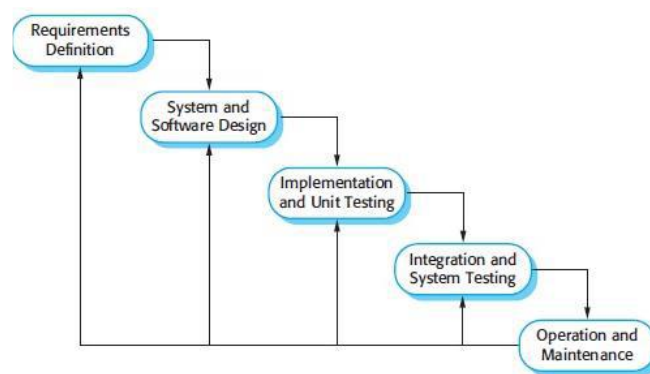 Requirements
Definition
System and
Software Design
Implementation
and Unit Testing
Integration and
System Testing
Operation and
Maintenance